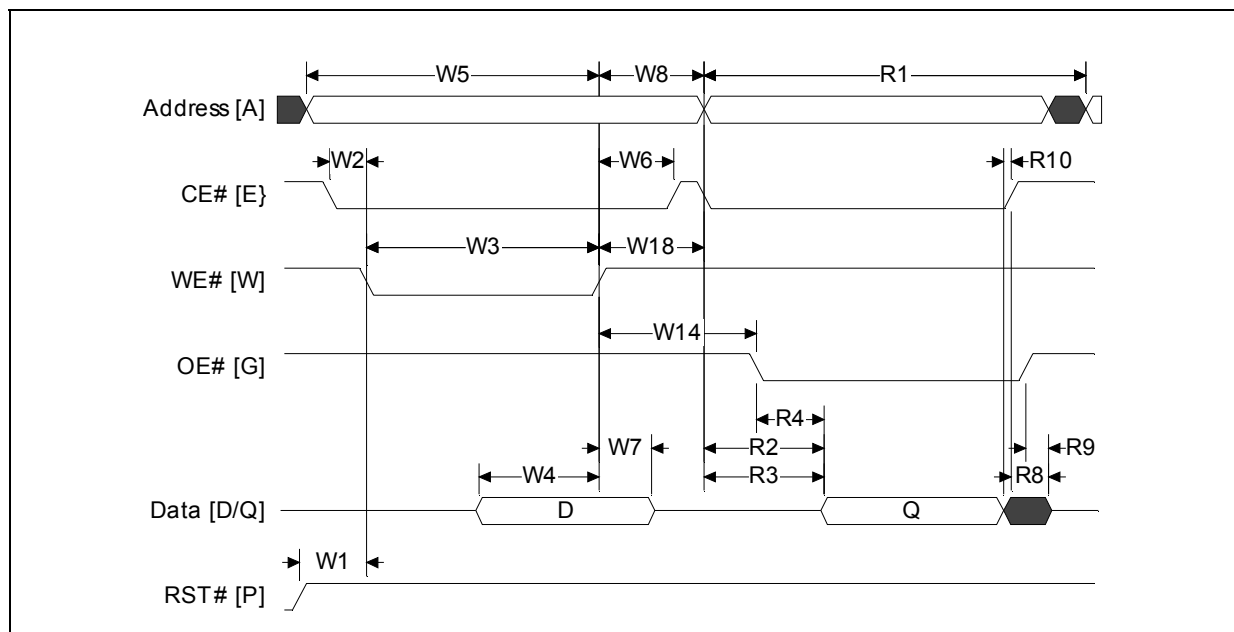 W5 W8 R1
Address [A]
W2 W6 R10
CE# [E}
W3 W18
WE# [W]
W14
OE# [G]
R4
W7 R2 R9
W4 R3 R8
Data [D/Q] D Q
W1
RST# [P]